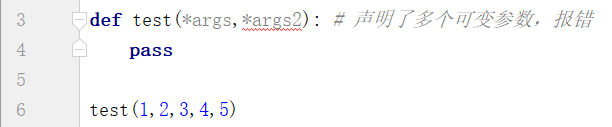 3 def test(*args,*args2): # 声明了多个可变参数，报错
4 pass
5
6 test(1,2,3,4,5)